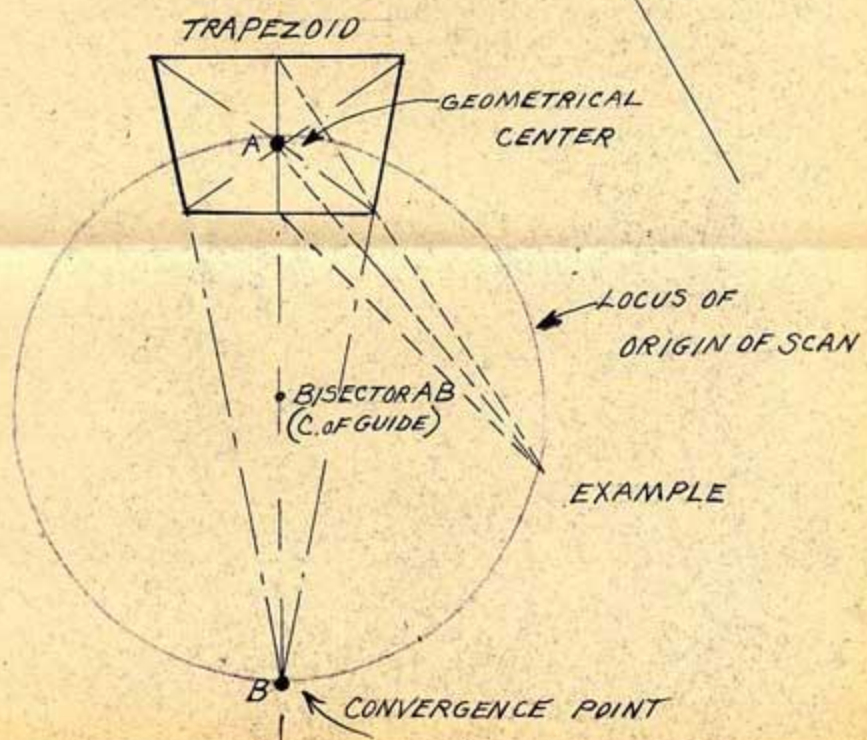 TRAPEZOID
GEOMETRICAL
CENTER
A
LOCUS OF
ORIGIN OF SCAN
BISECTOR AB
(C. OF GUIDE)
EXAMPLE
B
CONVERGENCE POINT